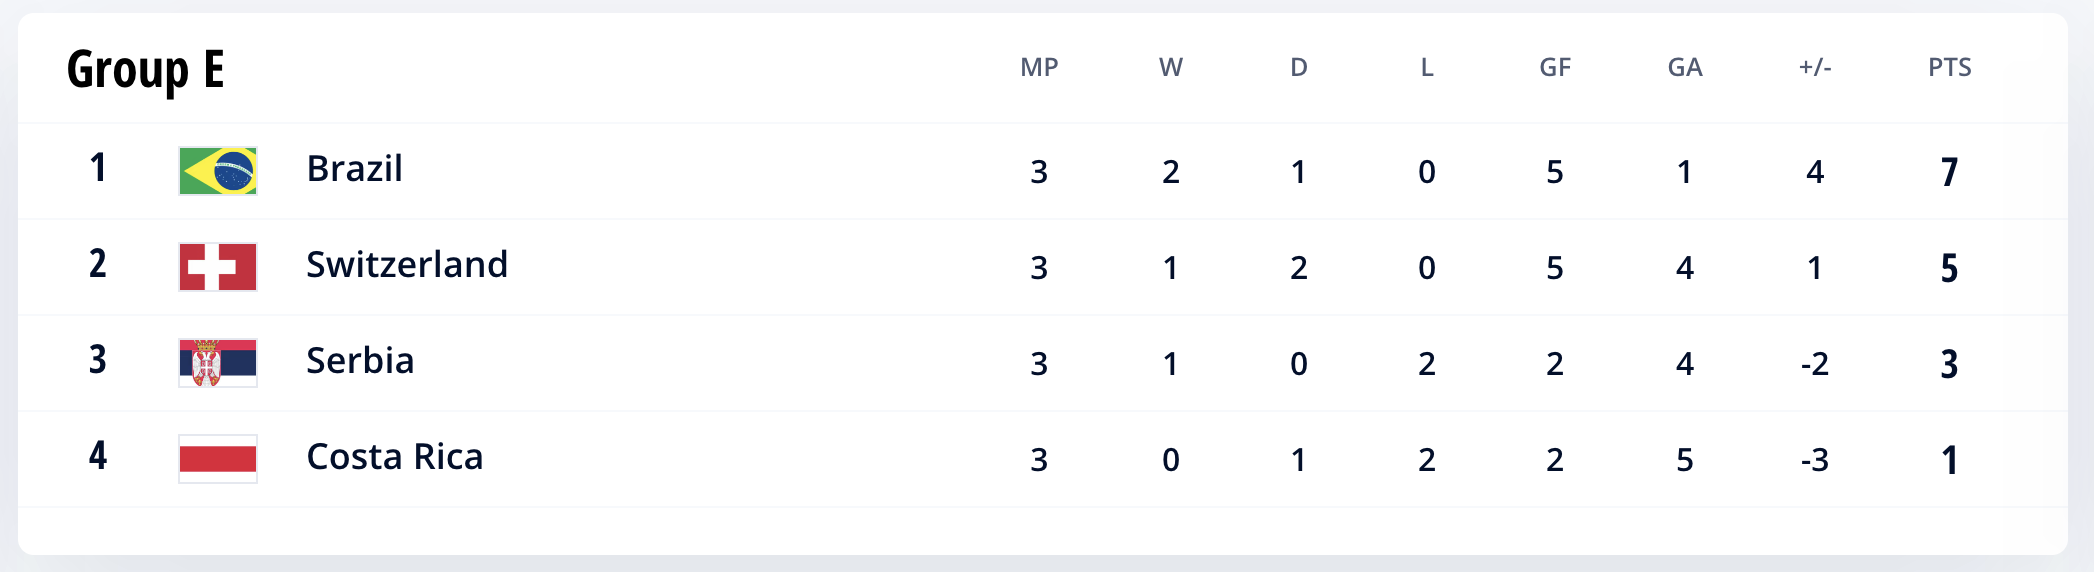 Group E MP W D L GF GA +/- PTS
1 Brazil 3 2 1 0 5 1 4 7
2 Switzerland 3 1 2 0 5 4 1 5
3 Serbia 3 1 0 2 2 4 -2 3
4 Costa Rica 3 0 1 2 2 5 -3 1